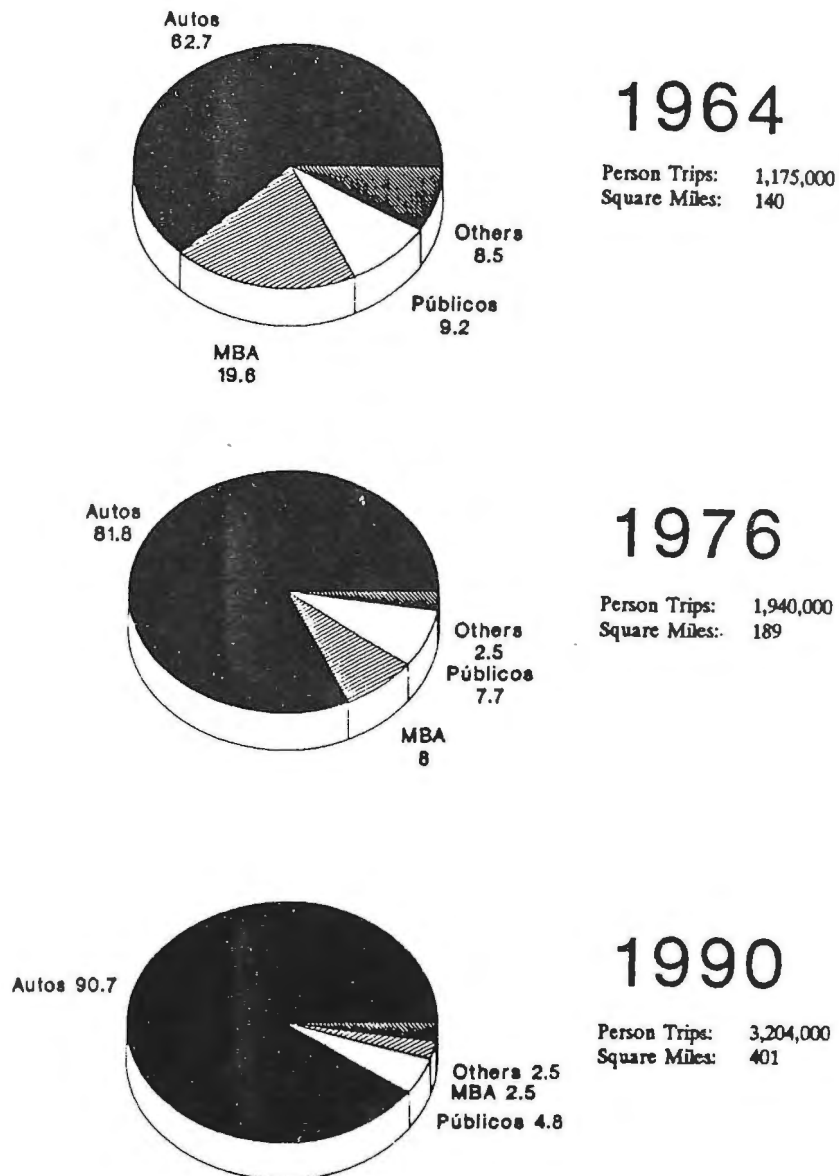 Autos
62.7
1964
Person Trips: 1,175,000
Square Miles: 140
Others
8.5
Públicos
9.2
MBA
19.6
Autos
81.8
1976
Person Trips: 1,940,000
Square Miles: 189
Others
2.5
Públicos
7.7
MBA
8
1990
Autos 90.7
Person Trips: 3,204,000
Square Miles: 401
Others 2.5
MBA 2.5
Públicos 4.8